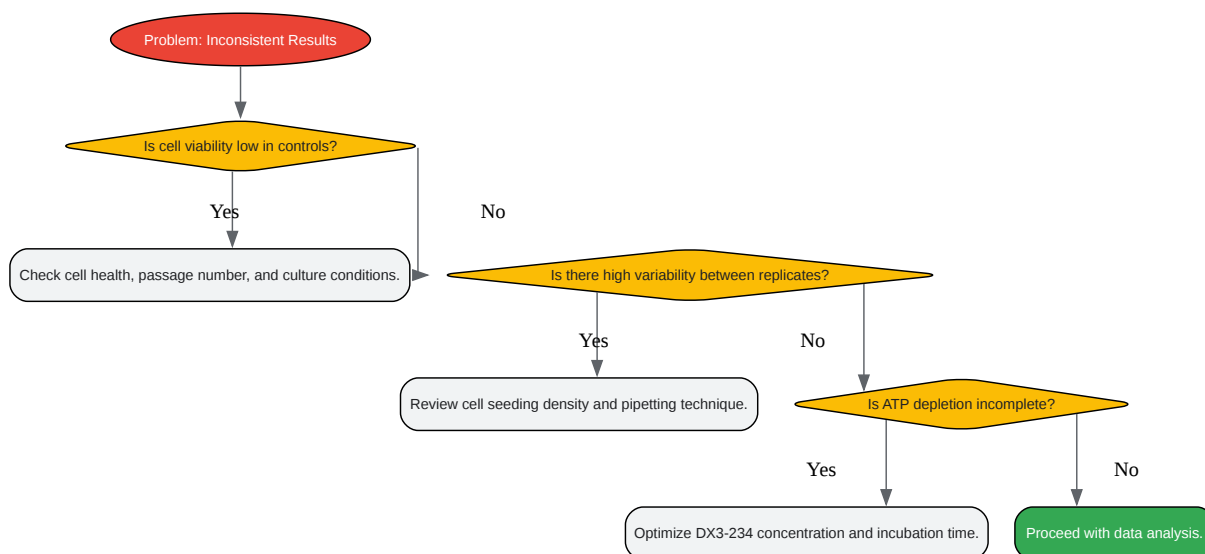 Problem: Inconsistent Results
Is cell viability low in controls?
Yes
No
Check cell health, passage number, and culture conditions.
Is there high variability between replicates?
Yes
No
Review cell seeding density and pipetting technique.
Is ATP depletion incomplete?
Yes
No
Optimize DX3-234 concentration and incubation time.
Proceed with data analysis.